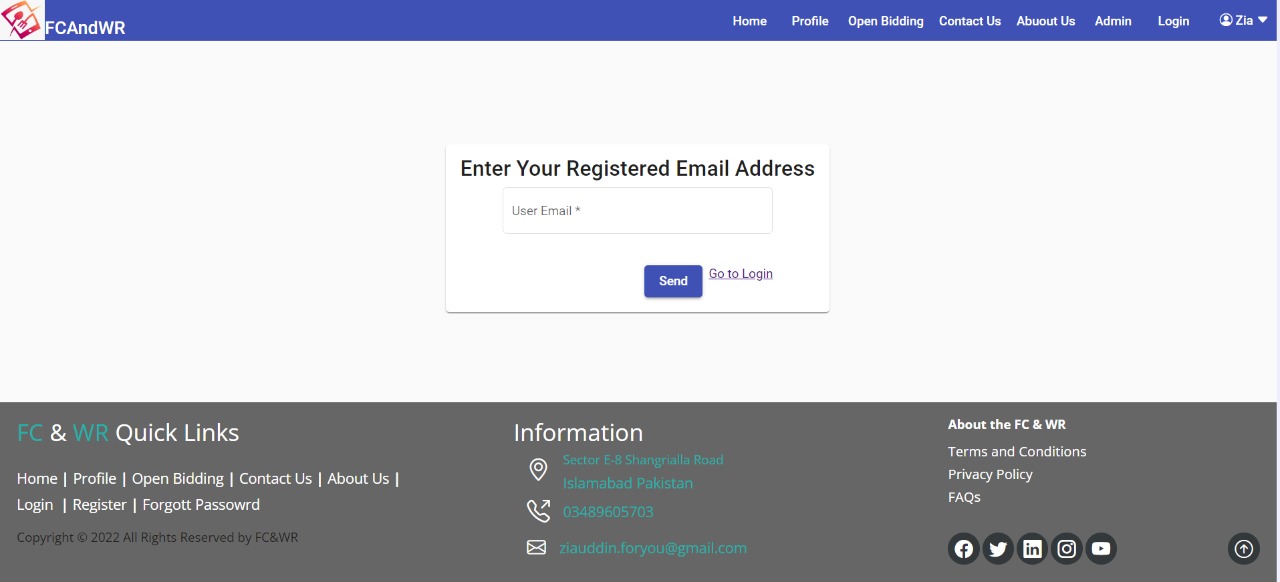 FCAndWR
Home Profile Open Bidding Contact Us Abouot Us Admin Login Zia
Enter Your Registered Email Address
User Email *
Send Go to Login
FC & WR Quick Links
Home | Profile | Open Bidding | Contact Us | About Us |
Login | Register | Forgott Passowrd
Copyright © 2022 All Rights Reserved by FC&WR
Information
Sector E-8 Shangrialla Road
Islamabad Pakistan
03489605703
ziauddin.foryou@gmail.com
About the FC & WR
Terms and Conditions
Privacy Policy
FAQs